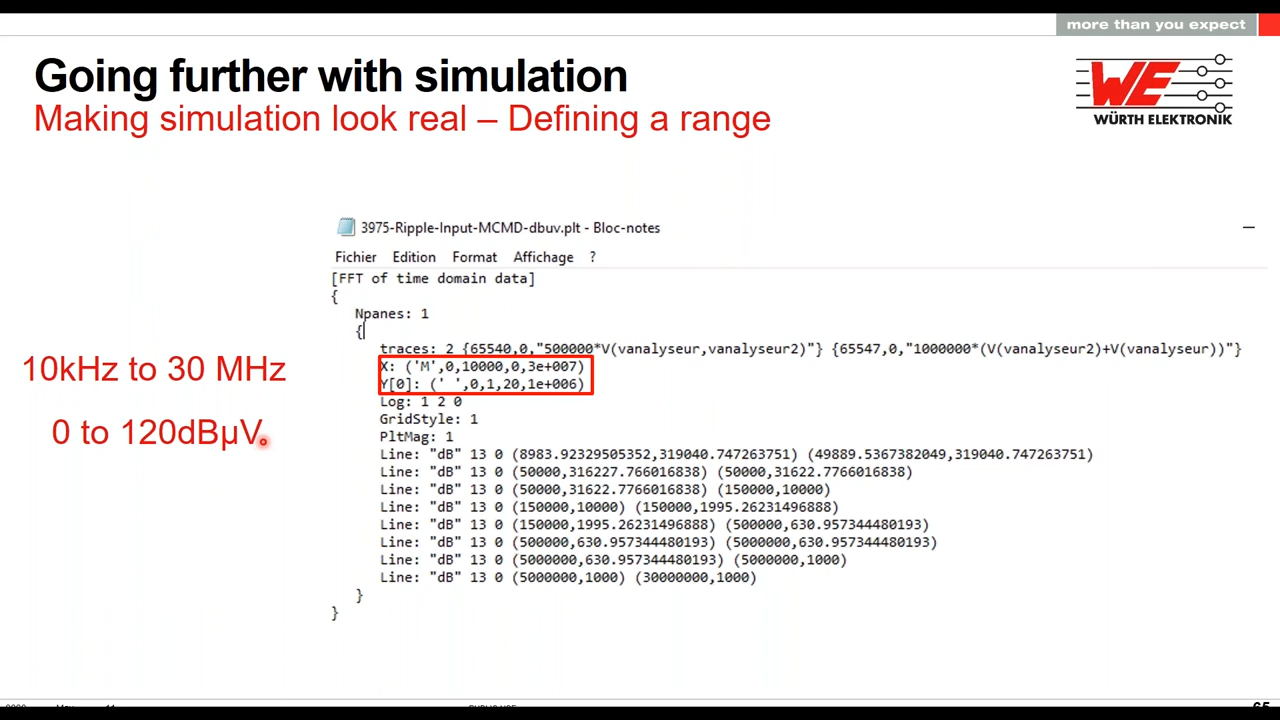 more than you expect
Going further with simulation
Making simulation look real – Defining a range
WE
WÜRTH ELEKTRONIK
3975-Ripple-Input-MCMD-dbuv.plt - Bloc-notes
Fichier Edition Format Affichage ?
[FFT of time domain data]
{
Npanes: 1
{
traces: 2 {65540,0,"500000*V(vanalyseur,vanalyseur2)"} {65547,0,"1000000*(V(vanalyseur2)+V(vanalyseur))"}
X: ('M',0,10000,0,3e+007)
Y[0]: (' ',0,1,20,1e+006)
Log: 1 2 0
GridStyle: 1
PltMag: 1
Line: "dB" 13 0 (8983.92329505352,319040.747263751) (49889.5367382049,319040.747263751)
Line: "dB" 13 0 (50000,316227.766016838) (50000,31622.7766016838)
Line: "dB" 13 0 (50000,31622.7766016838) (150000,10000)
Line: "dB" 13 0 (150000,10000) (150000,1995.26231496888)
Line: "dB" 13 0 (150000,1995.26231496888) (500000,630.957344480193)
Line: "dB" 13 0 (500000,630.957344480193) (5000000,630.957344480193)
Line: "dB" 13 0 (5000000,630.957344480193) (5000000,1000)
Line: "dB" 13 0 (5000000,1000) (30000000,1000)
}
}
10kHz to 30 MHz
0 to 120dBµV